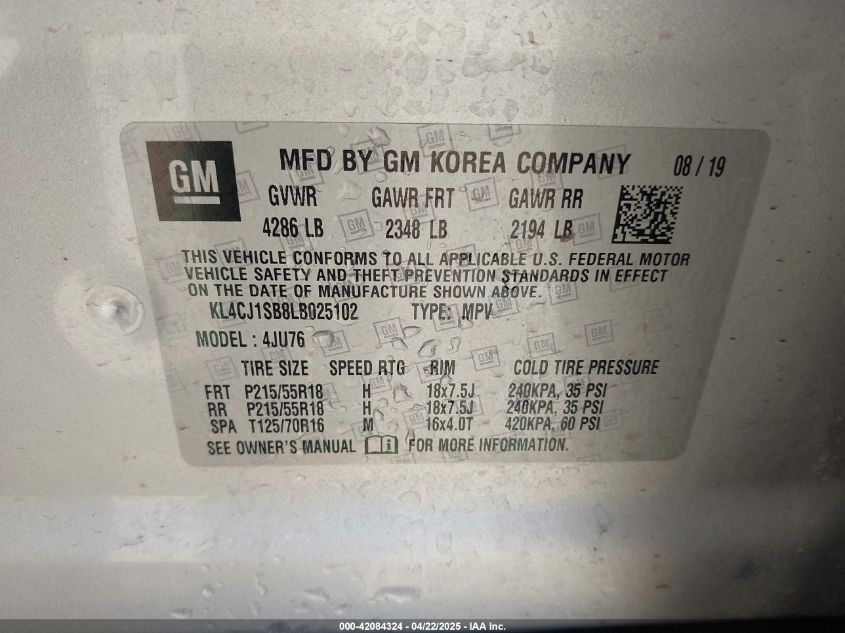 GM
MFD BY GM KOREA COMPANY 08 / 19
GVWR GAWR FRT GAWR RR
4286 LB 2348 LB 2194 LB
THIS VEHICLE CONFORMS TO ALL APPLICABLE U.S. FEDERAL MOTOR
VEHICLE SAFETY AND THEFT PREVENTION STANDARDS IN EFFECT
ON THE DATE OF MANUFACTURE SHOWN ABOVE.
KL4CJ1SB8LB025102 TYPE: MPV
MODEL : 4JU76
TIRE SIZE SPEED RTG RIM COLD TIRE PRESSURE
FRT P215/55R18 H 18x7.5J 240KPA, 35 PSI
RR P215/55R18 H 18x7.5J 240KPA, 35 PSI
SPA T125/70R16 M 16x4.0T 420KPA, 60 PSI
SEE OWNER'S MANUAL FOR MORE INFORMATION.
000-42084324 - 04/22/2025 - IAA Inc.